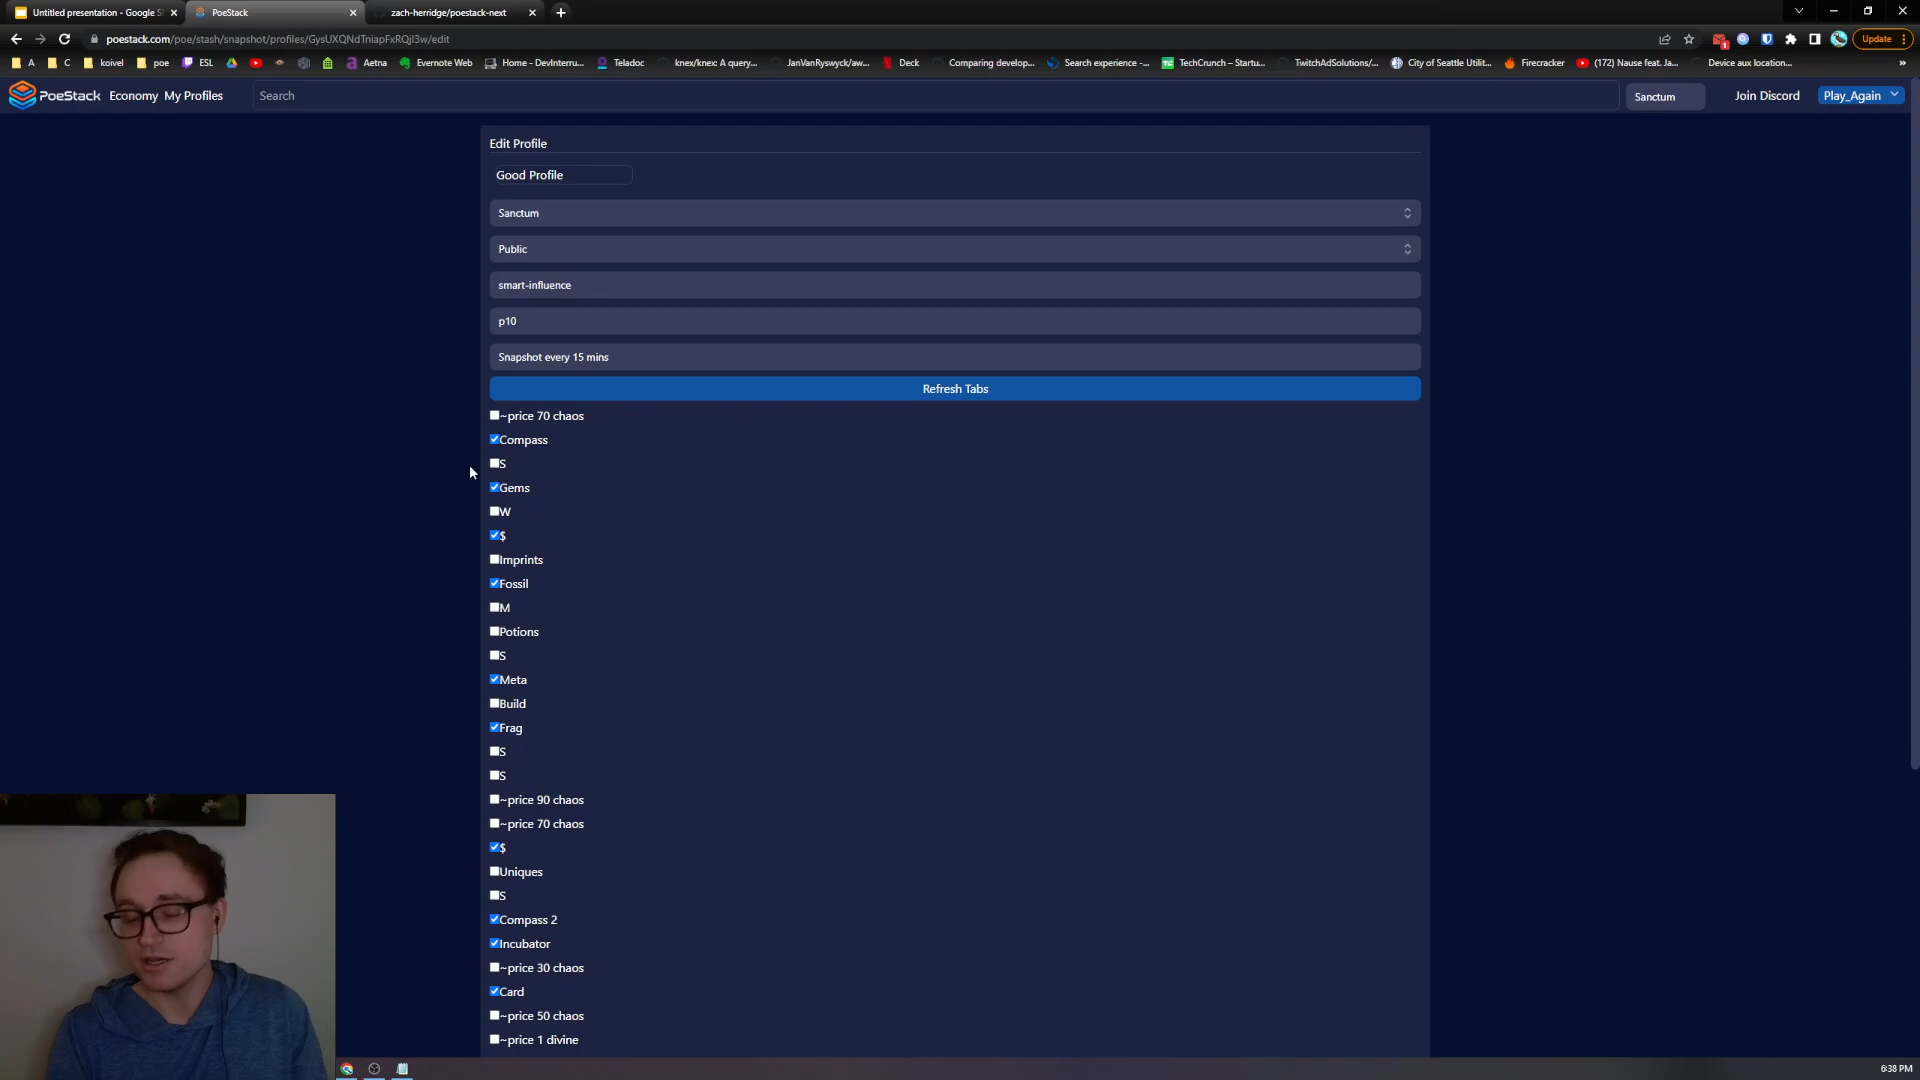 Untitled presentation - Google S
PoeStack
zach-herridge/poestack-next
poestack.com/poe/stash/snapshot/profiles/GysUXQNdTniapFxRQjI3w/edit
Update
A
C
koivel
poe
ESL
Aetna
Evernote Web
Home - DevInterru...
Teladoc
knex/knex: A query...
JanVanRyswyck/aw...
Deck
Comparing develop...
Search experience -...
TechCrunch – Startu...
TwitchAdSolutions/...
City of Seattle Utilit...
Firecracker
(172) Nause feat. Ja...
Device aux location...
PoeStack
Economy
My Profiles
Search
Sanctum
Join Discord
Play_Again
Edit Profile
Good Profile
Sanctum
Public
smart-influence
p10
Snapshot every 15 mins
Refresh Tabs
~price 70 chaos
Compass
S
Gems
W
$
Imprints
Fossil
M
Potions
S
Meta
Build
Frag
S
S
~price 90 chaos
~price 70 chaos
$
Uniques
S
Compass 2
Incubator
~price 30 chaos
Card
~price 50 chaos
~price 1 divine
6:38 PM